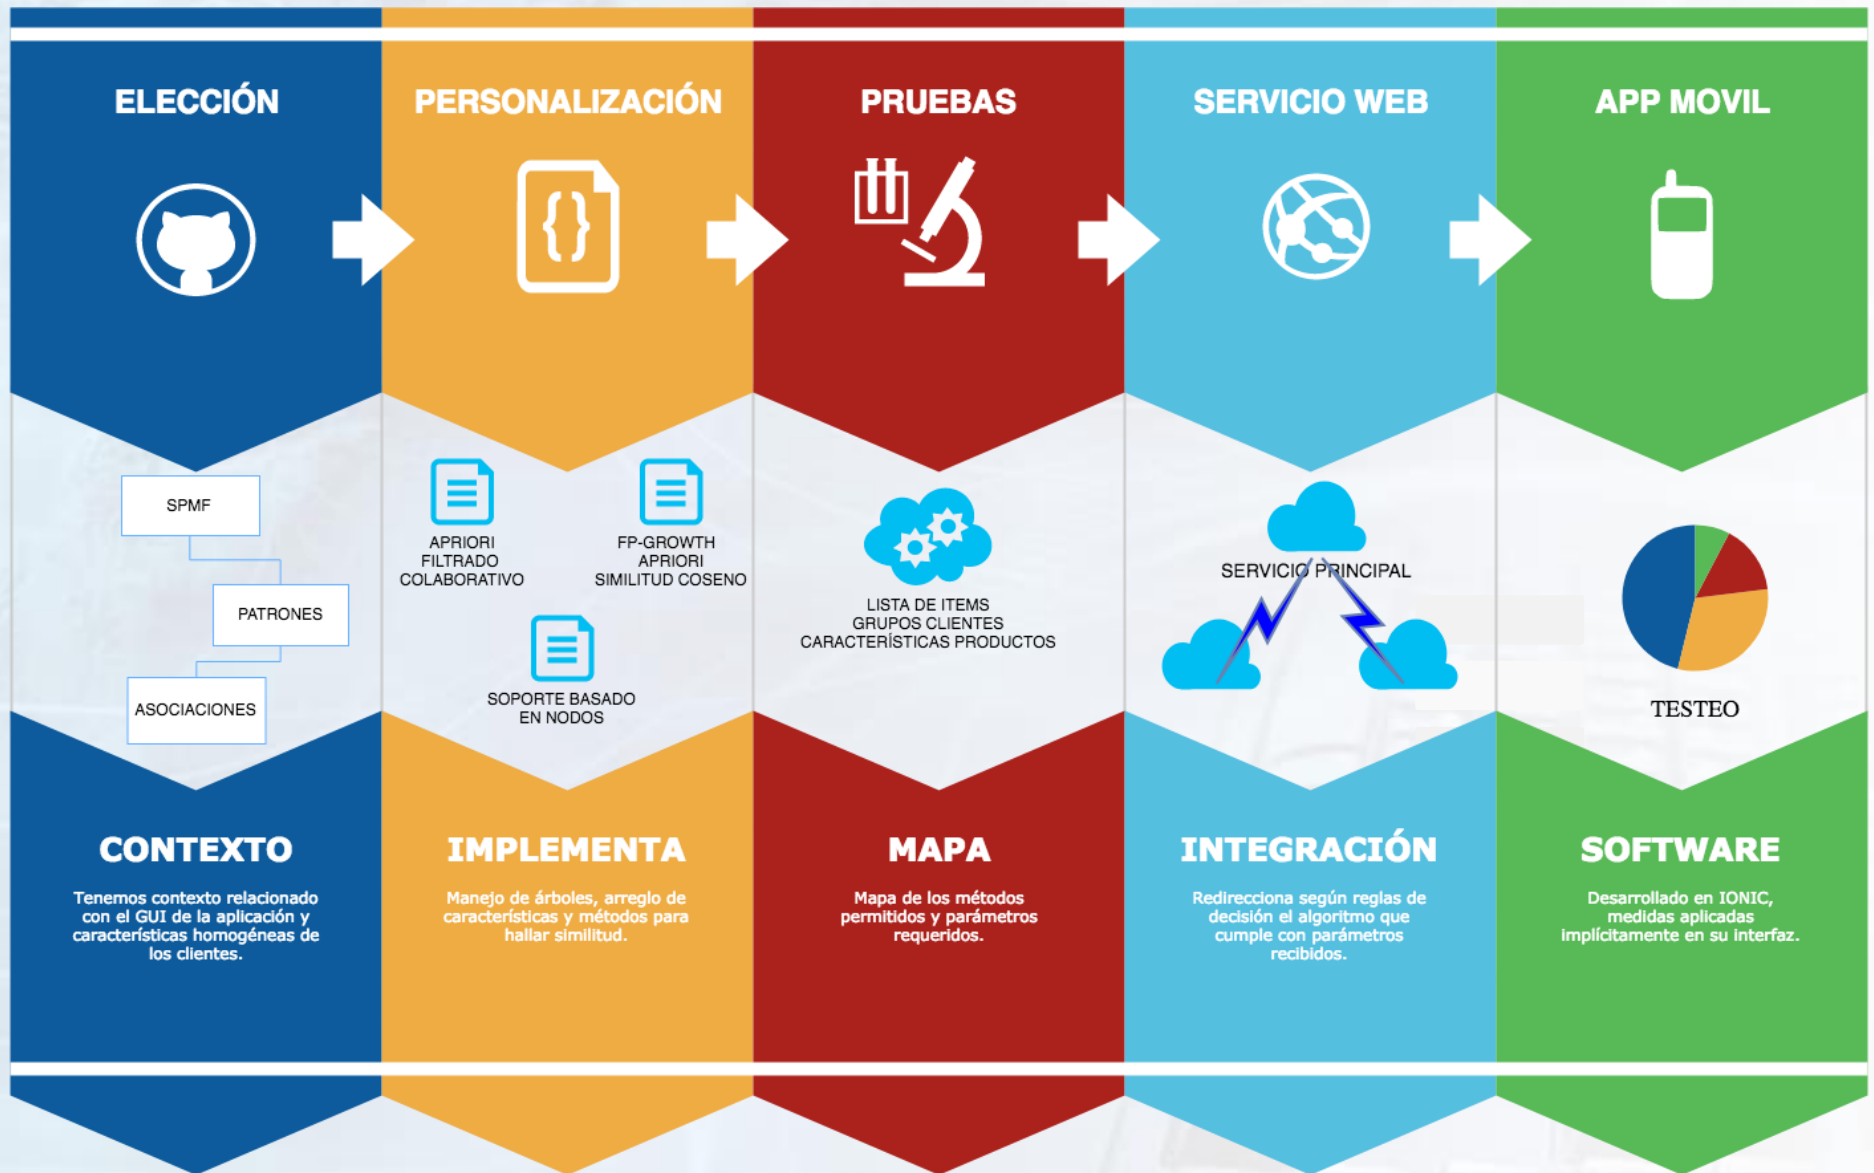 ELECCIÓN
PERSONALIZACIÓN
PRUEBAS
SERVICIO WEB
APP MOVIL
SPMF
PATRONES
ASOCIACIONES
APRIORI
FILTRADO
COLABORATIVO
FP-GROWTH
APRIORI
SIMILITUD COSENO
SOPORTE BASADO
EN NODOS
LISTA DE ITEMS
GRUPOS CLIENTES
CARACTERÍSTICAS PRODUCTOS
SERVICIO PRINCIPAL
TESTEO
CONTEXTO
Tenemos contexto relacionado
con el GUI de la aplicación y
características homogéneas de
los clientes.
IMPLEMENTA
Manejo de árboles, arreglo de
características y métodos para
hallar similitud.
MAPA
Mapa de los métodos
permitidos y parámetros
requeridos.
INTEGRACIÓN
Redirecciona según reglas de
decisión el algoritmo que
cumple con parámetros
recibidos.
SOFTWARE
Desarrollado en IONIC,
medidas aplicadas
implícitamente en su interfaz.